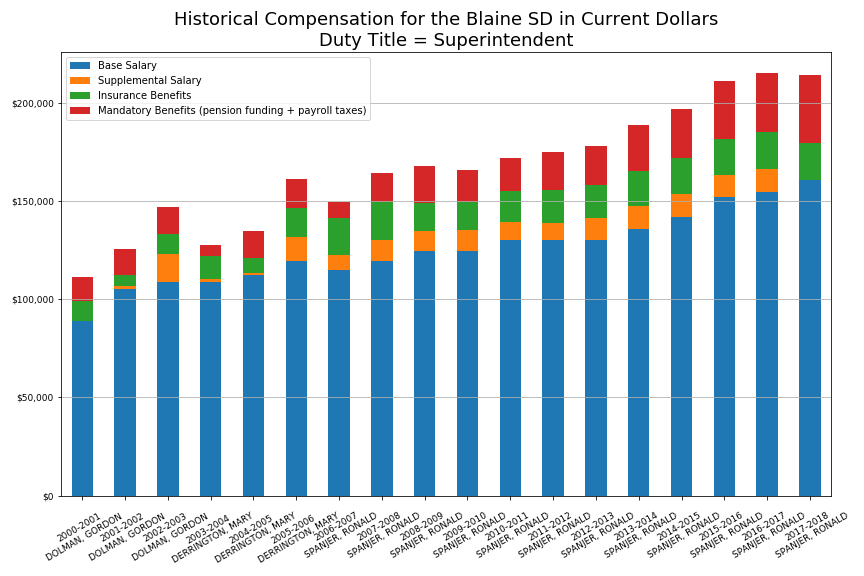 Historical Compensation for the Blaine SD in Current Dollars
Duty Title = Superintendent
Base Salary
Supplemental Salary
Insurance Benefits
Mandatory Benefits (pension funding + payroll taxes)
$200,000
$150,000
$100,000
$50,000
$0
2000-2001
DOLMAN, GORDON
2001-2002
DOLMAN, GORDON
2002-2003
DOLMAN, GORDON
2003-2004
DERRINGTON, MARY
2004-2005
DERRINGTON, MARY
2005-2006
DERRINGTON, MARY
2006-2007
SPANJER, RONALD
2007-2008
SPANJER, RONALD
2008-2009
SPANJER, RONALD
2009-2010
SPANJER, RONALD
2010-2011
SPANJER, RONALD
2011-2012
SPANJER, RONALD
2012-2013
SPANJER, RONALD
2013-2014
SPANJER, RONALD
2014-2015
SPANJER, RONALD
2015-2016
SPANJER, RONALD
2016-2017
SPANJER, RONALD
2017-2018
SPANJER, RONALD